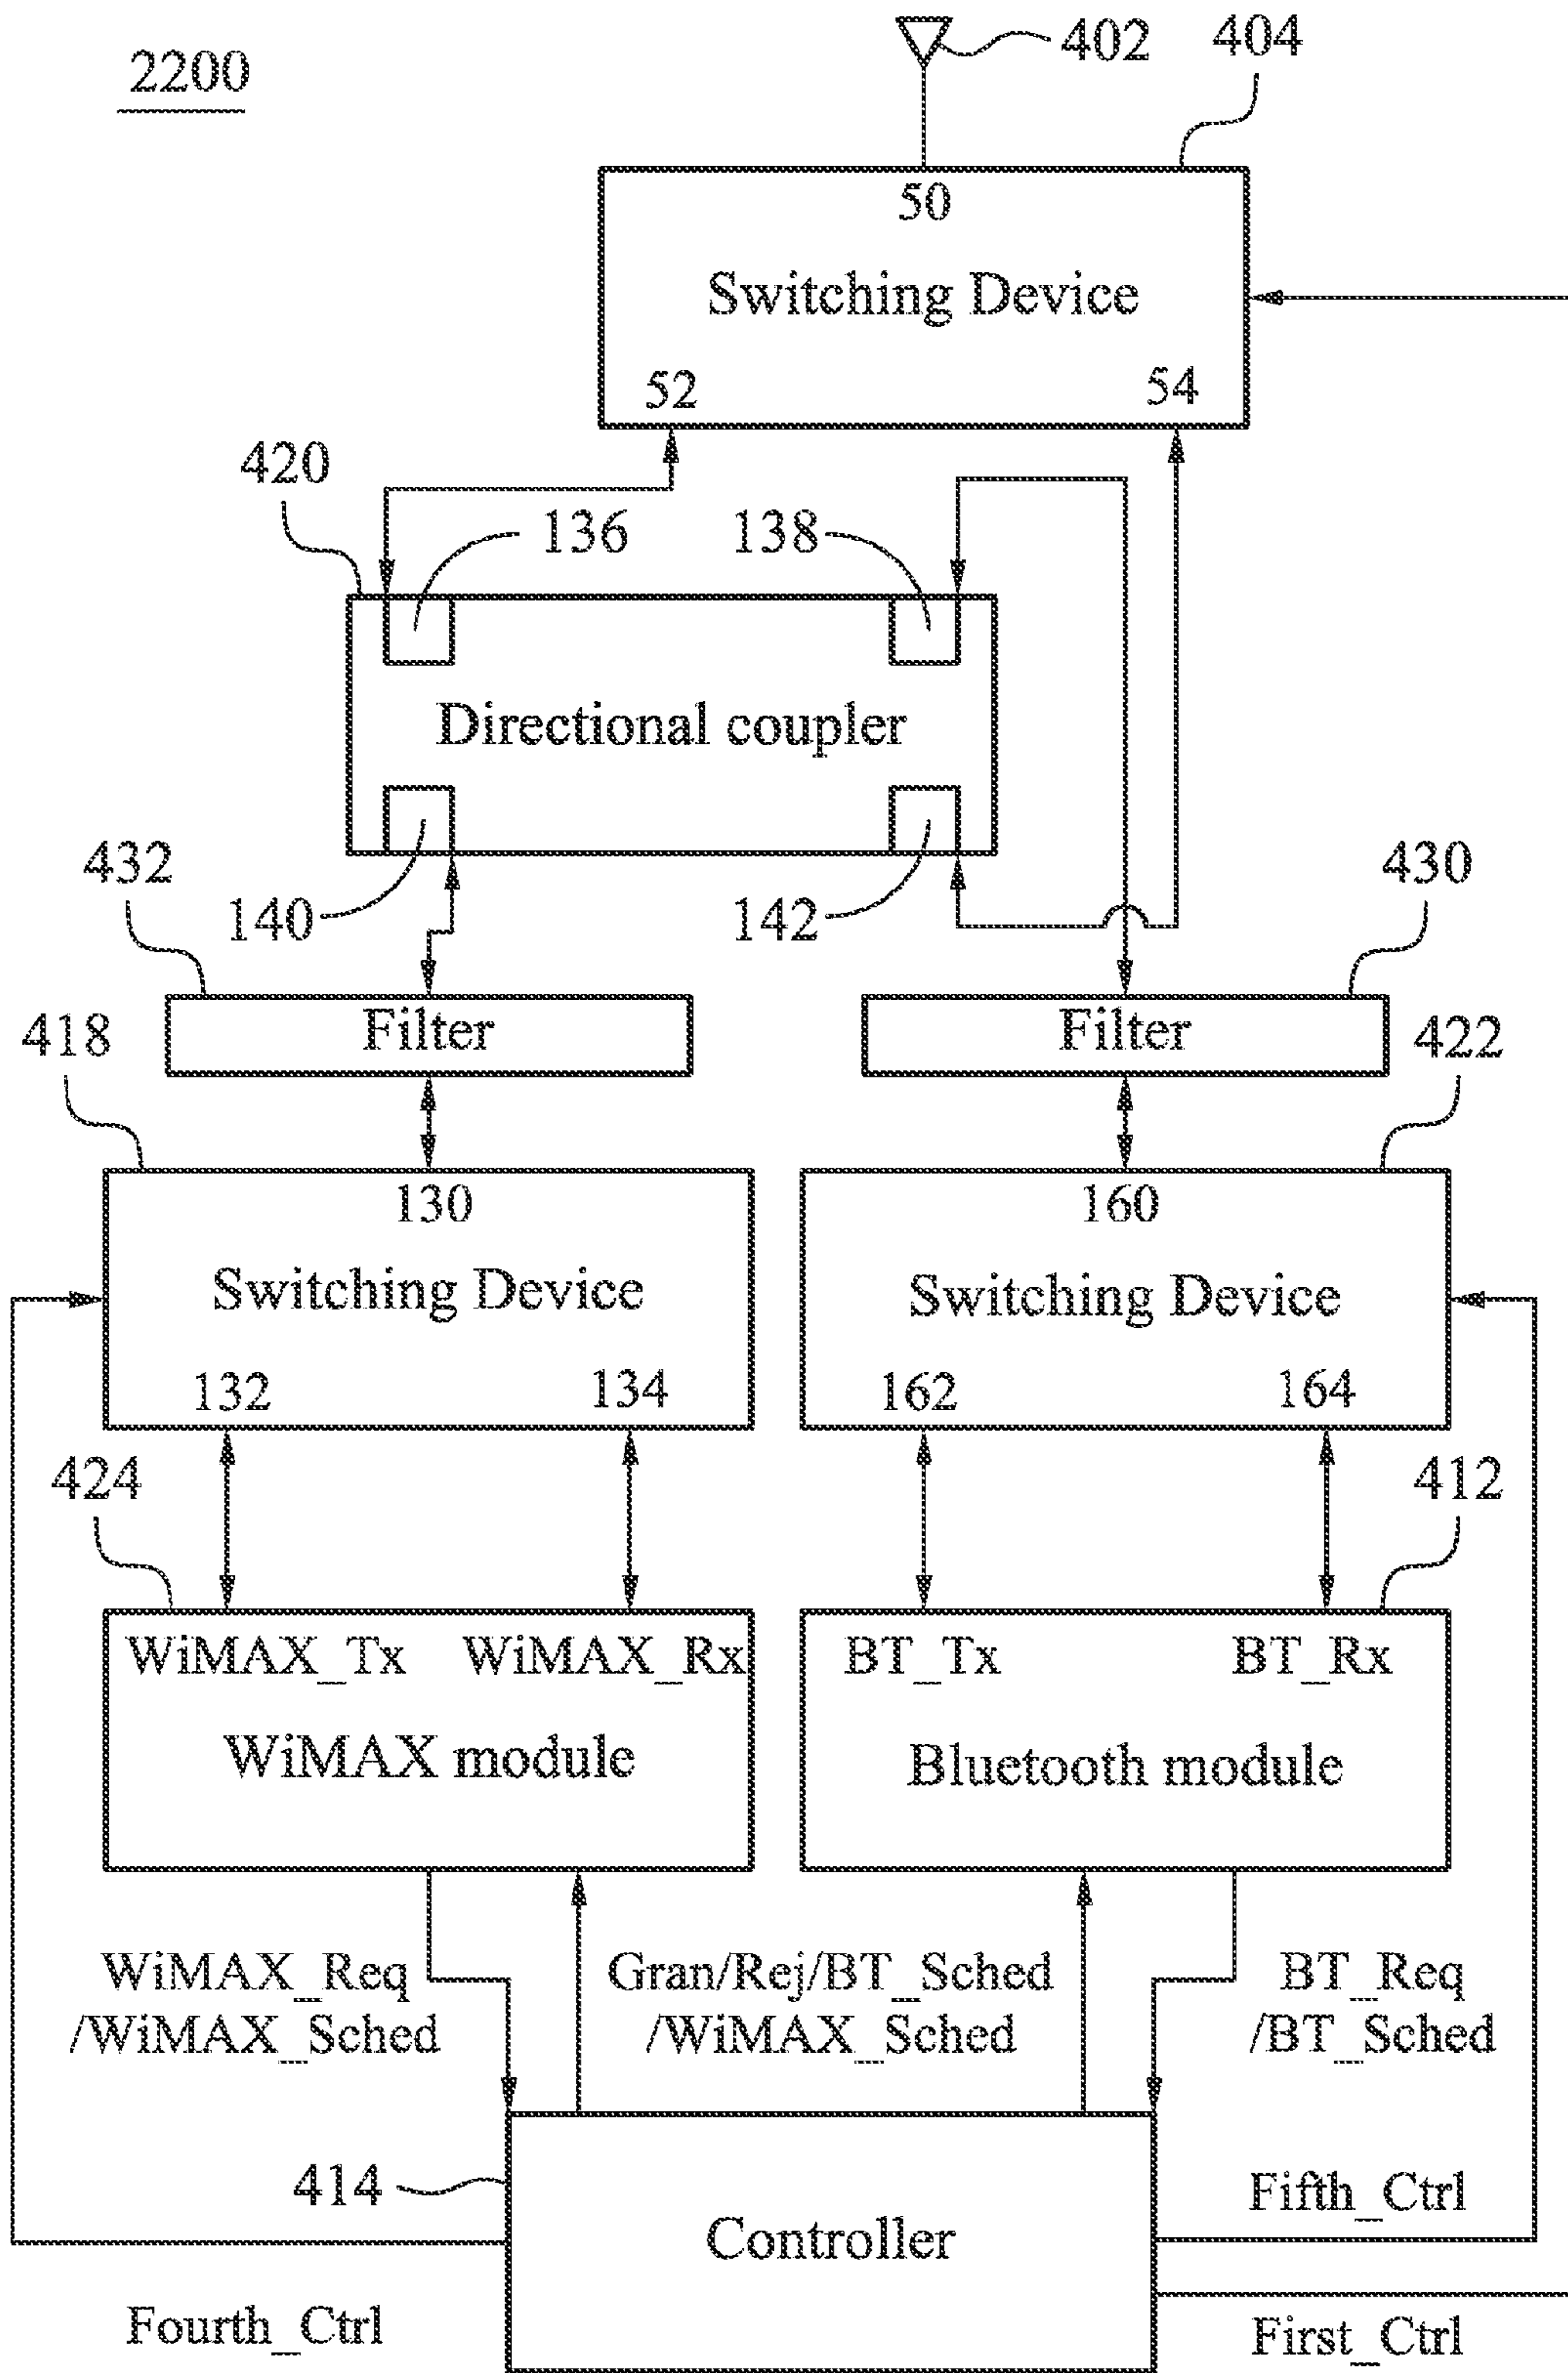 2200
402
404
50
Switching Device
52
54
420
136
138
Directional coupler
140
142
432
430
Filter
Filter
418
422
130
Switching Device
132
134
160
Switching Device
162
164
424
412
WiMAX_Tx
WiMAX_Rx
WiMAX module
BT_Tx
BT_Rx
Bluetooth module
WiMAX_Req
/WiMAX_Sched
Gran/Rej/BT_Sched
/WiMAX_Sched
BT_Req
/BT_Sched
414
Controller
Fifth_Ctrl
Fourth_Ctrl
First_Ctrl